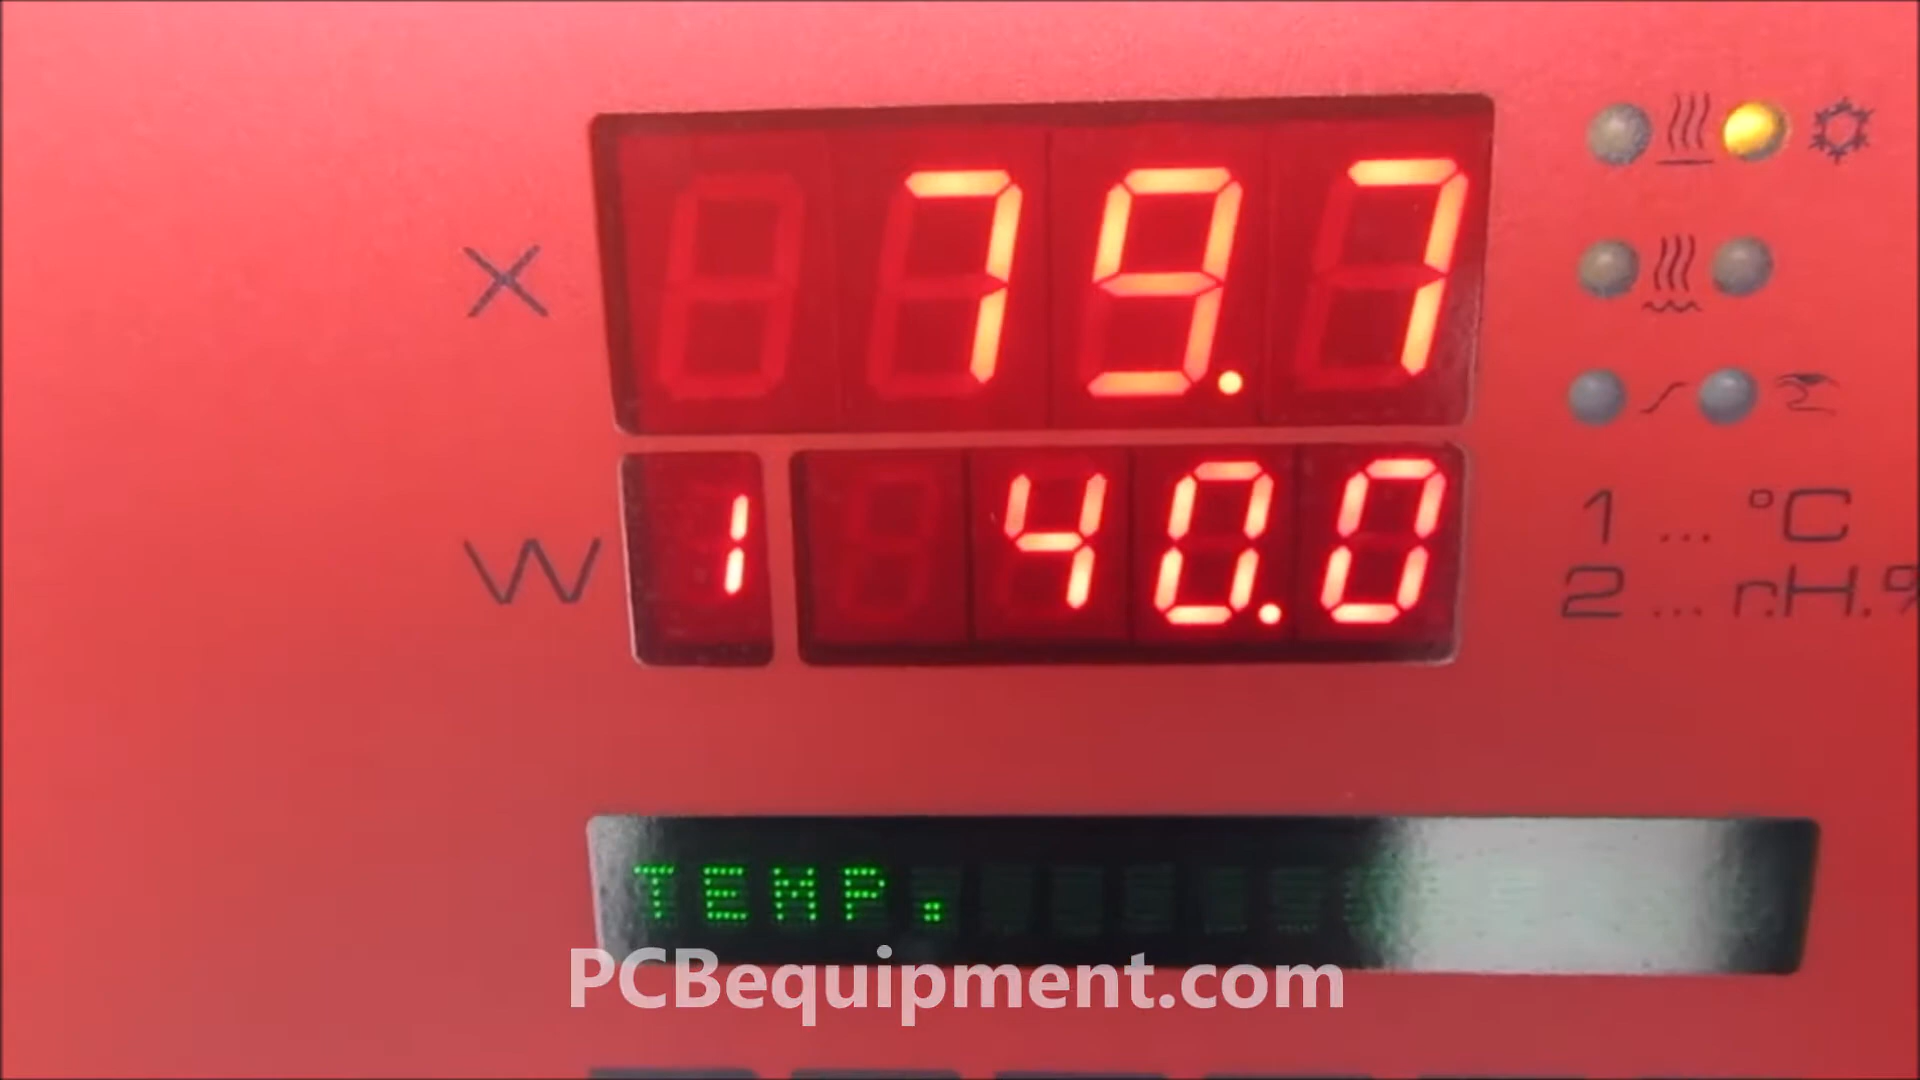 X 79.7
W 1 40.0
1 ... °C
2 ... r.H.%
TEMP.
PCBequipment.com